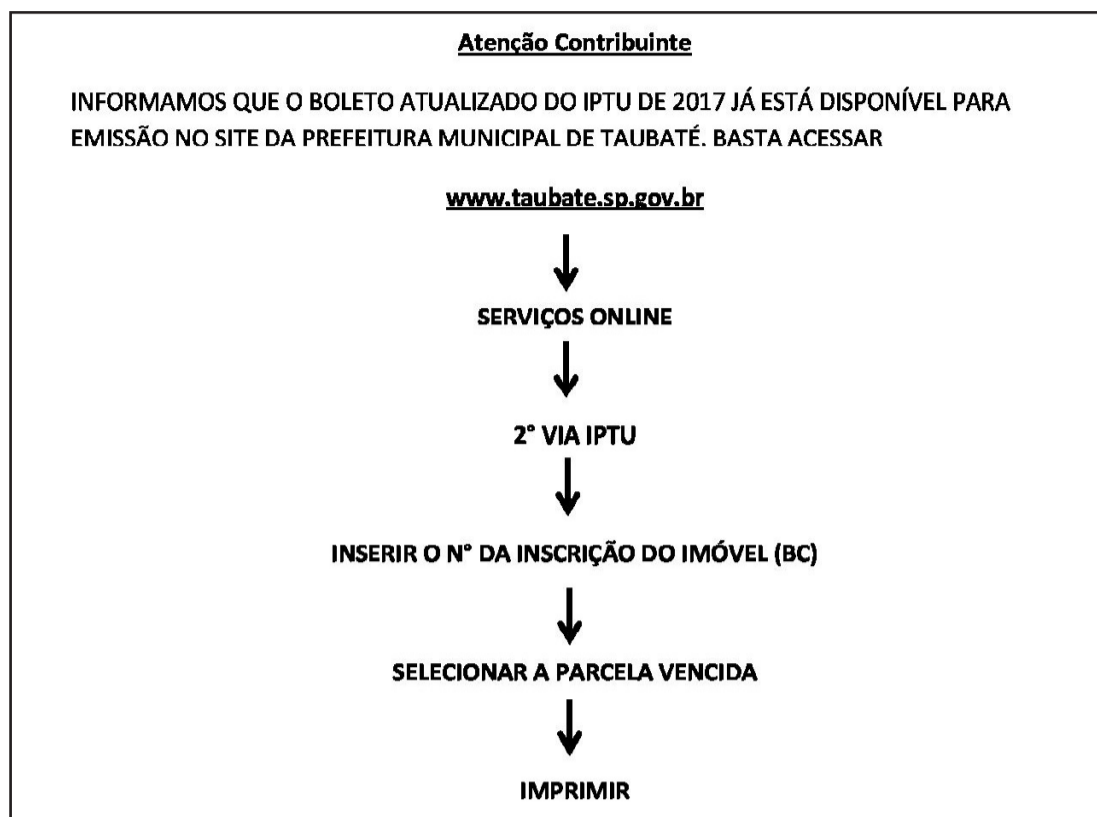 Atenção Contribuinte
INFORMAMOS QUE O BOLETO ATUALIZADO DO IPTU DE 2017 JÁ ESTÁ DISPONÍVEL PARA
EMISSÃO NO SITE DA PREFEITURA MUNICIPAL DE TAUBATÉ. BASTA ACESSAR
www.taubate.sp.gov.br
SERVIÇOS ONLINE
2° VIA IPTU
INSERIR O N° DA INSCRIÇÃO DO IMÓVEL (BC)
SELECIONAR A PARCELA VENCIDA
IMPRIMIR